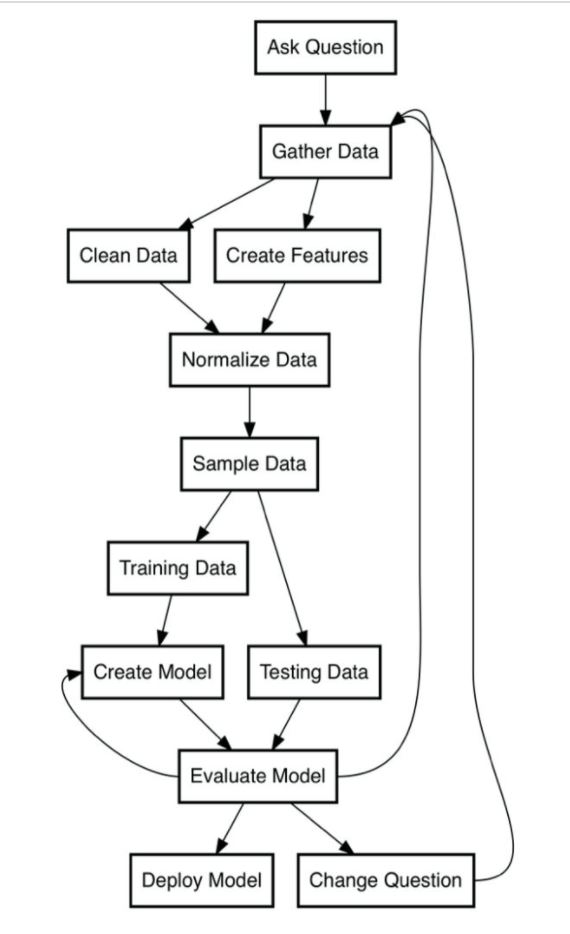 Ask Question
Gather Data
Clean Data
Create Features
Normalize Data
Sample Data
Training Data
Create Model
Testing Data
Evaluate Model
Deploy Model
Change Question